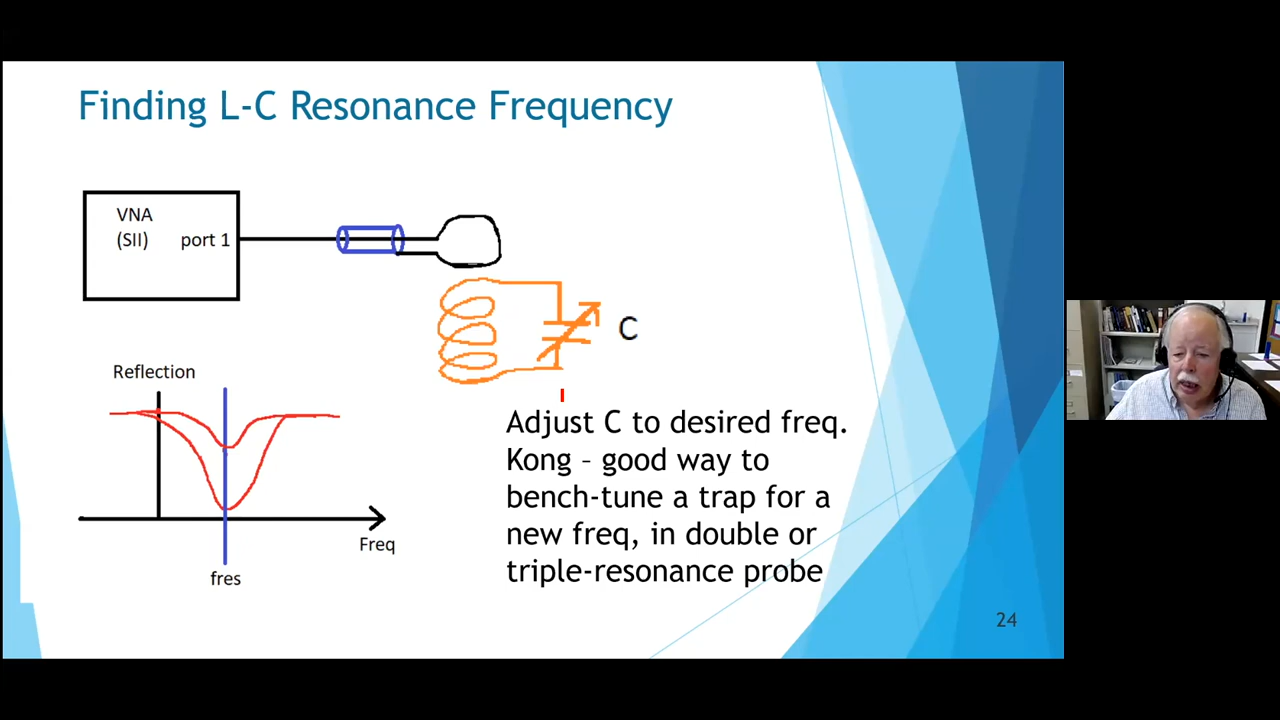 Finding L-C Resonance Frequency
VNA
(SII) port 1
C
Reflection
Adjust C to desired freq.
Kong – good way to
bench-tune a trap for a
new freq, in double or
triple-resonance probe
Freq
fres
24